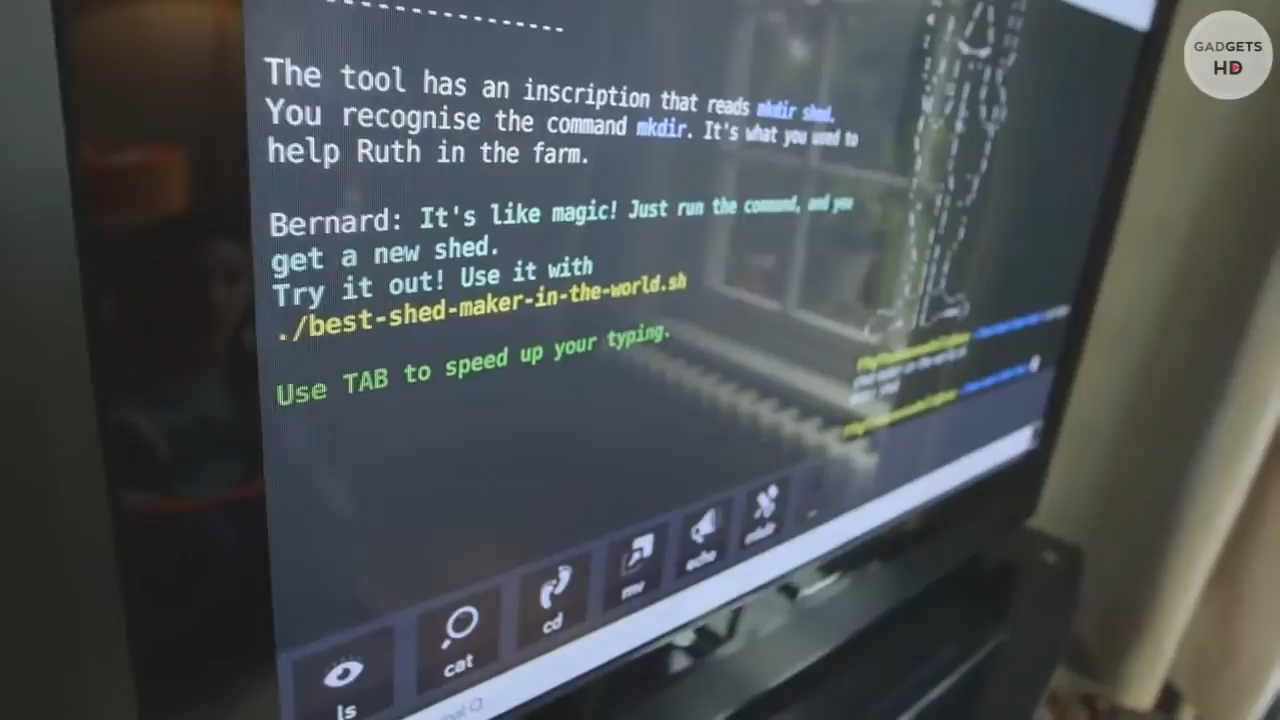 GADGETS
HD
---------------
The tool has an inscription that reads mkdir shed.
You recognise the command mkdir. It's what you used to
help Ruth in the farm.
Bernard: It's like magic! Just run the command, and you
get a new shed.
Try it out! Use it with
./best-shed-maker-in-the-world.sh
Use TAB to speed up your typing.
ls
cat
cd
mv
echo
mkdir